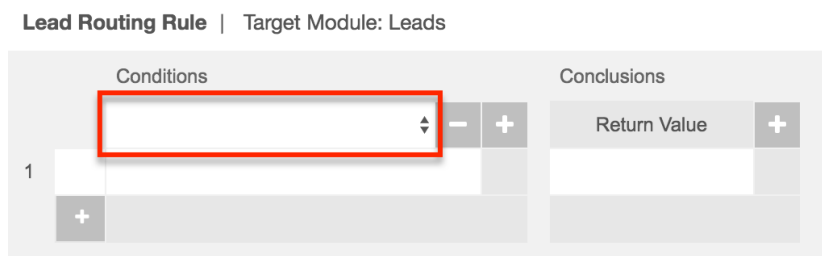 Lead Routing Rule | Target Module: Leads
Conditions Conclusions
Return Value
1